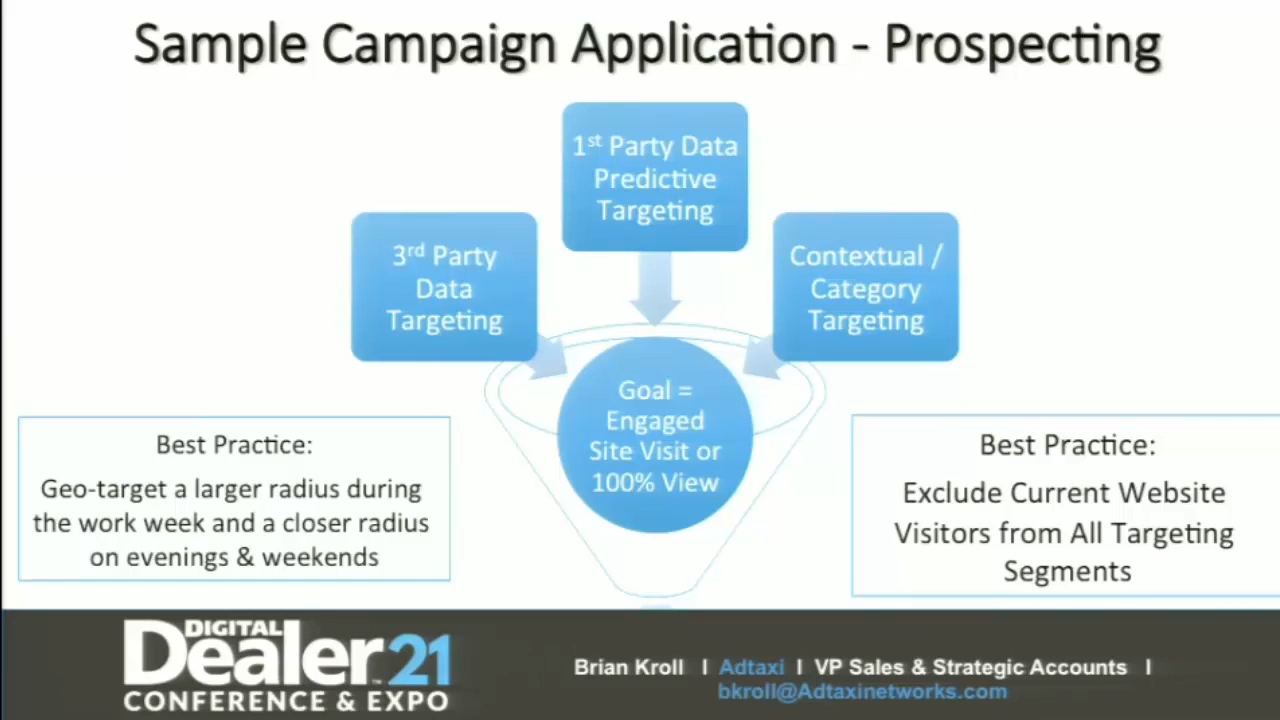 Sample Campaign Application - Prospecting
1st Party Data
Predictive
Targeting
3rd Party
Data
Targeting
Contextual /
Category
Targeting
Goal =
Engaged
Site Visit or
100% View
Best Practice:
Geo-target a larger radius during
the work week and a closer radius
on evenings & weekends
Best Practice:
Exclude Current Website
Visitors from All Targeting
Segments
DIGITAL
Dealer 21
CONFERENCE & EXPO
Brian Kroll I Adtaxi I VP Sales & Strategic Accounts I
bkroll@Adtaxinetworks.com